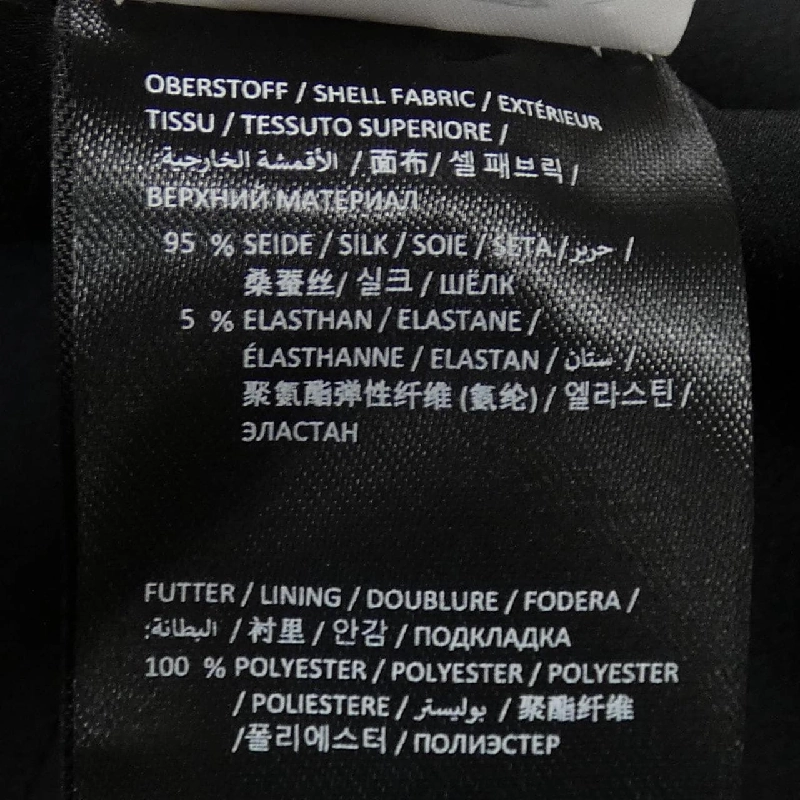 OBERSTOFF / SHELL FABRIC / EXTÉRIEUR
TISSU / TESSUTO SUPERIORE /
الأقمشة الخارجية: / 面布/ 셸 패브릭/
ВЕРХНИЙ МАТЕРИАЛ
95 % SEIDE / SILK / SOIE / SETA / حرير /
桑蚕丝/ 실크 / ШЁЛК
5 % ELASTHAN / ELASTANE /
ÉLASTHANNE / ELASTAN / ستان /
聚氨酯弹性纤维 (氨纶) / 엘라스틴/
ЭЛАСТАН
FUTTER / LINING / DOUBLURE / FODERA /
البطانة: / 衬里 / 안감 / ПОДКЛАДКА
100 % POLYESTER / POLYESTER / POLYESTER
/ POLIESTERE / بوليستر / 聚酯纤维
/폴리에스터 / ПОЛИЭСТЕР